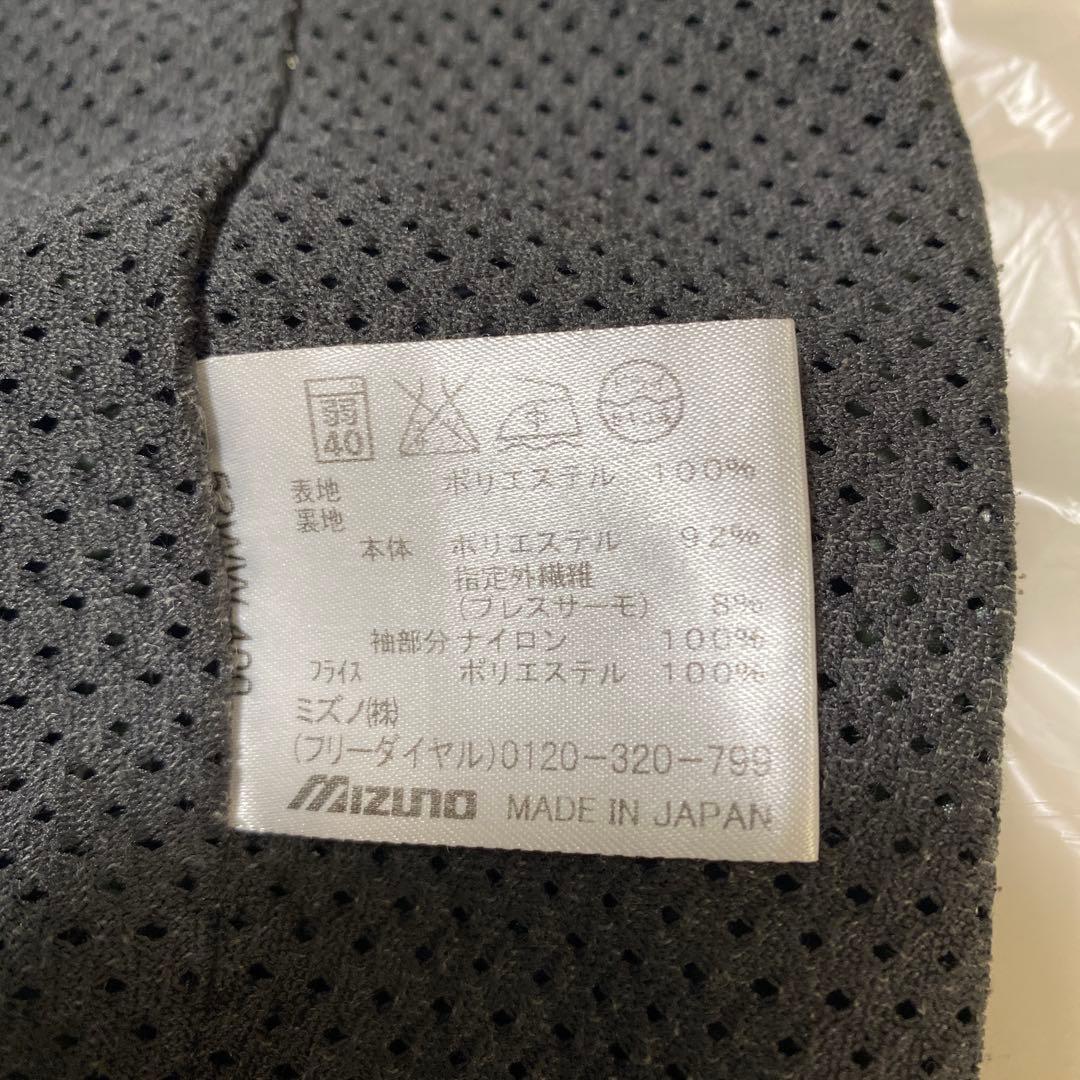 弱
40
中
表地 ポリエステル 100%
裏地
本体 ポリエステル 92%
指定外繊維
(ブレスサーモ) 8%
袖部分 ナイロン 100%
フライス ポリエステル 100%
ミズノ(株)
(フリーダイヤル)0120-320-799
MIZUNO MADE IN JAPAN